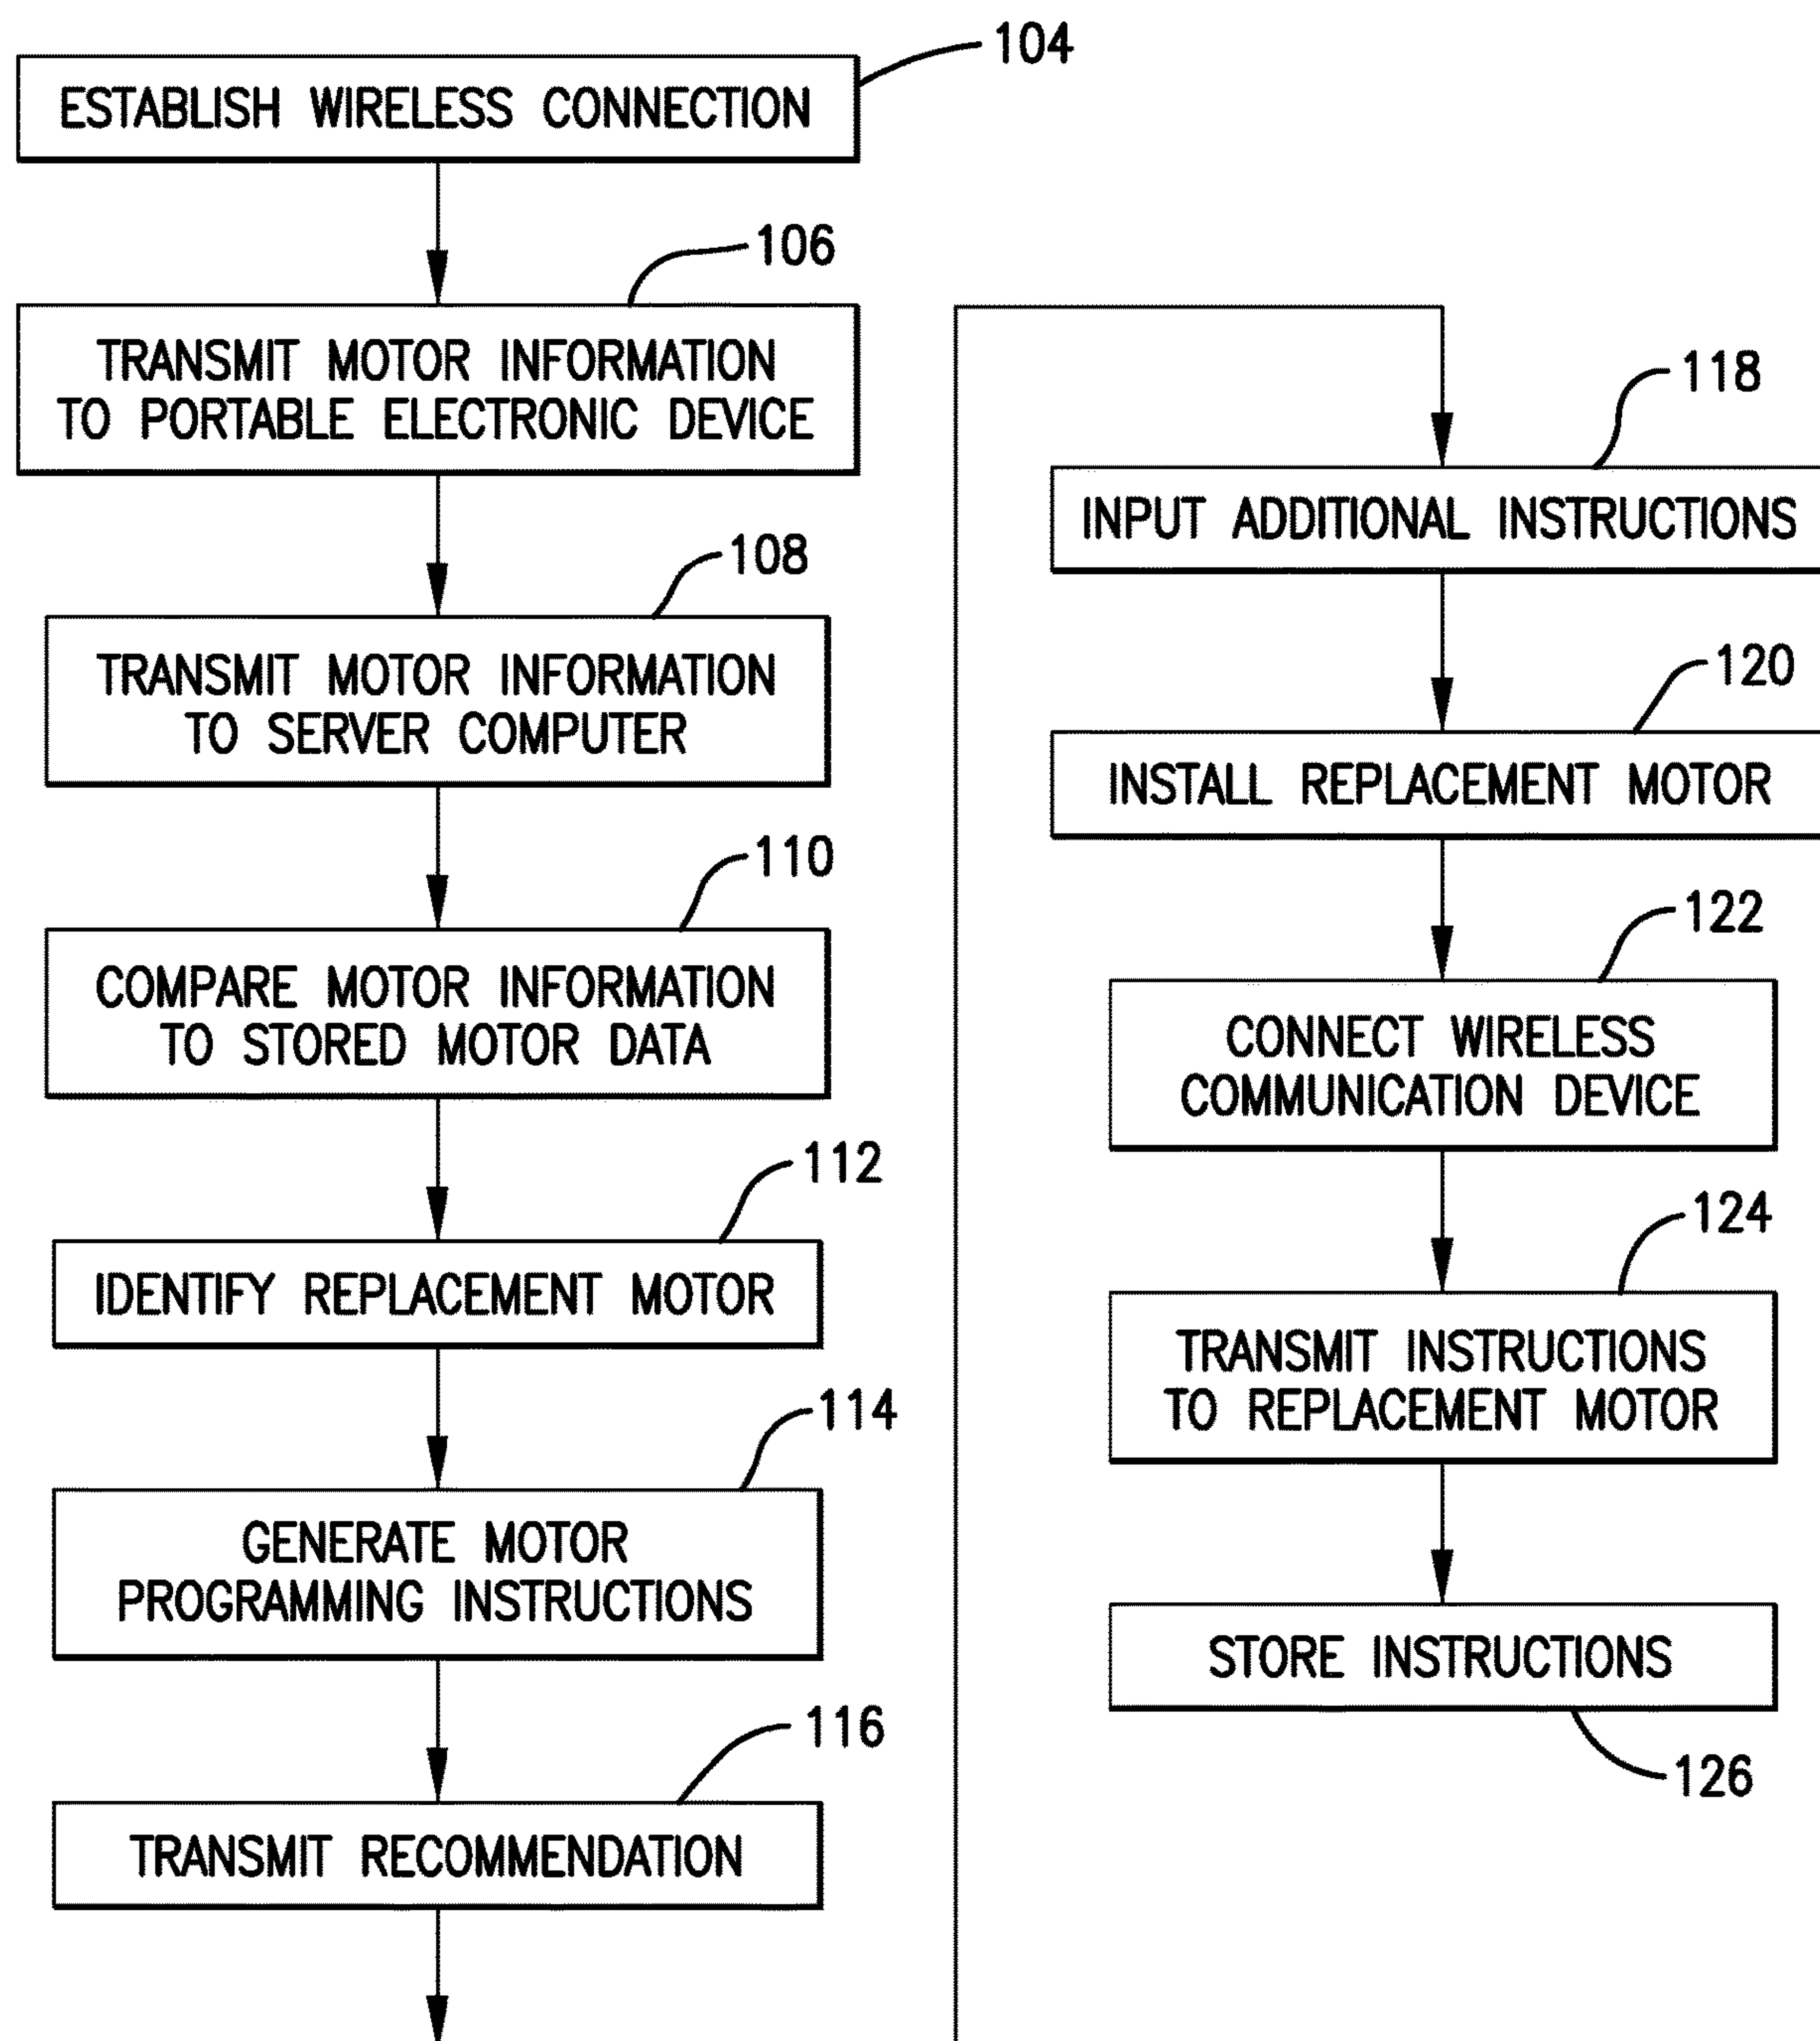 104
ESTABLISH WIRELESS CONNECTION
106
TRANSMIT MOTOR INFORMATION
TO PORTABLE ELECTRONIC DEVICE
108
TRANSMIT MOTOR INFORMATION
TO SERVER COMPUTER
110
COMPARE MOTOR INFORMATION
TO STORED MOTOR DATA
112
IDENTIFY REPLACEMENT MOTOR
114
GENERATE MOTOR
PROGRAMMING INSTRUCTIONS
116
TRANSMIT RECOMMENDATION
118
INPUT ADDITIONAL INSTRUCTIONS
120
INSTALL REPLACEMENT MOTOR
122
CONNECT WIRELESS
COMMUNICATION DEVICE
124
TRANSMIT INSTRUCTIONS
TO REPLACEMENT MOTOR
STORE INSTRUCTIONS
126